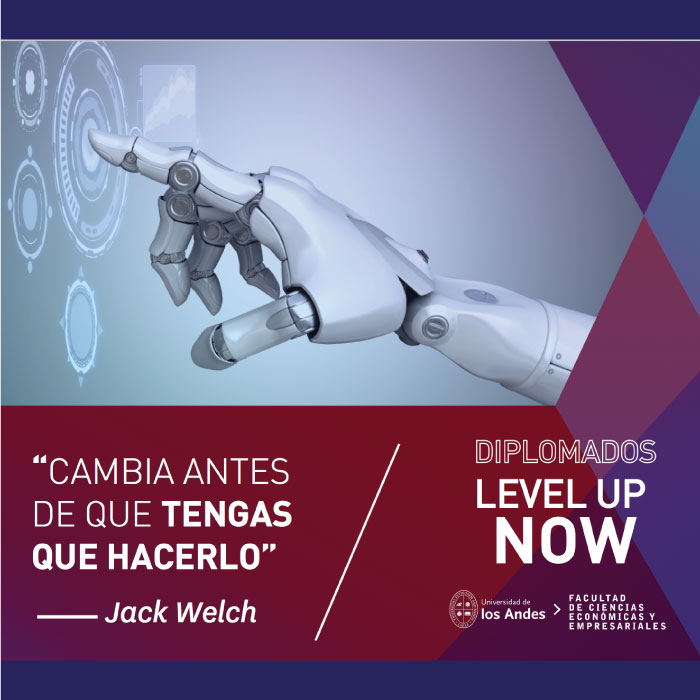 “CAMBIA ANTES
DE QUE TENGAS
QUE HACERLO”
Jack Welch
DIPLOMADOS
LEVEL UP
NOW
Universidad de
los Andes
FACULTAD
DE CIENCIAS
ECONÓMICAS Y
EMPRESARIALES